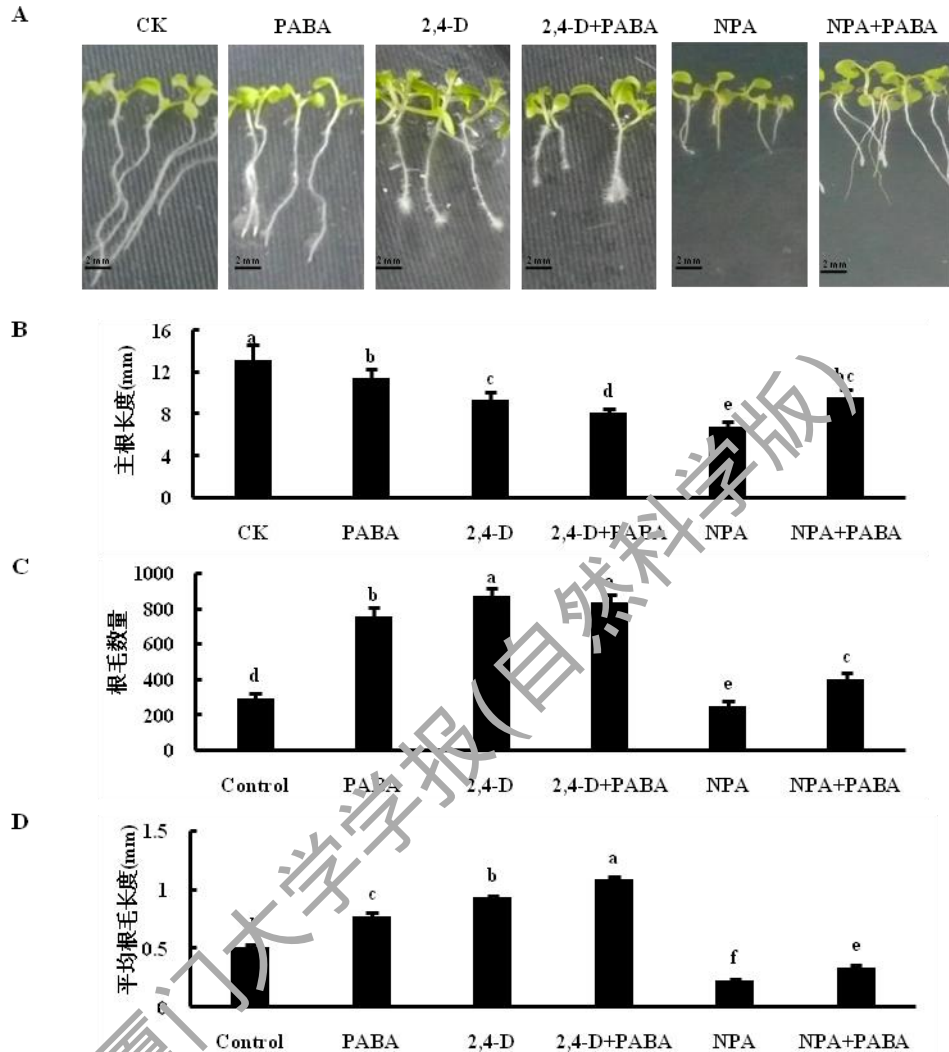 A
CK PABA 2,4-D 2,4-D+PABA NPA NPA+PABA
2 mm 2 mm 2 mm 2 mm 2 mm 2 mm
B
主根长度(mm)
16
12
8
4
0
a b c d e bc
CK PABA 2,4-D 2,4-D+PABA NPA NPA+PABA
C
根毛数量
1000
800
600
400
200
0
d b a e c
Control PABA 2,4-D 2,4-D+PABA NPA NPA+PABA
D
平均根毛长度(mm)
1.5
1
0.5
0
c b a f e
Control PABA 2,4-D 2,4-D+PABA NPA NPA+PABA
厦门大学学报(自然科学版)